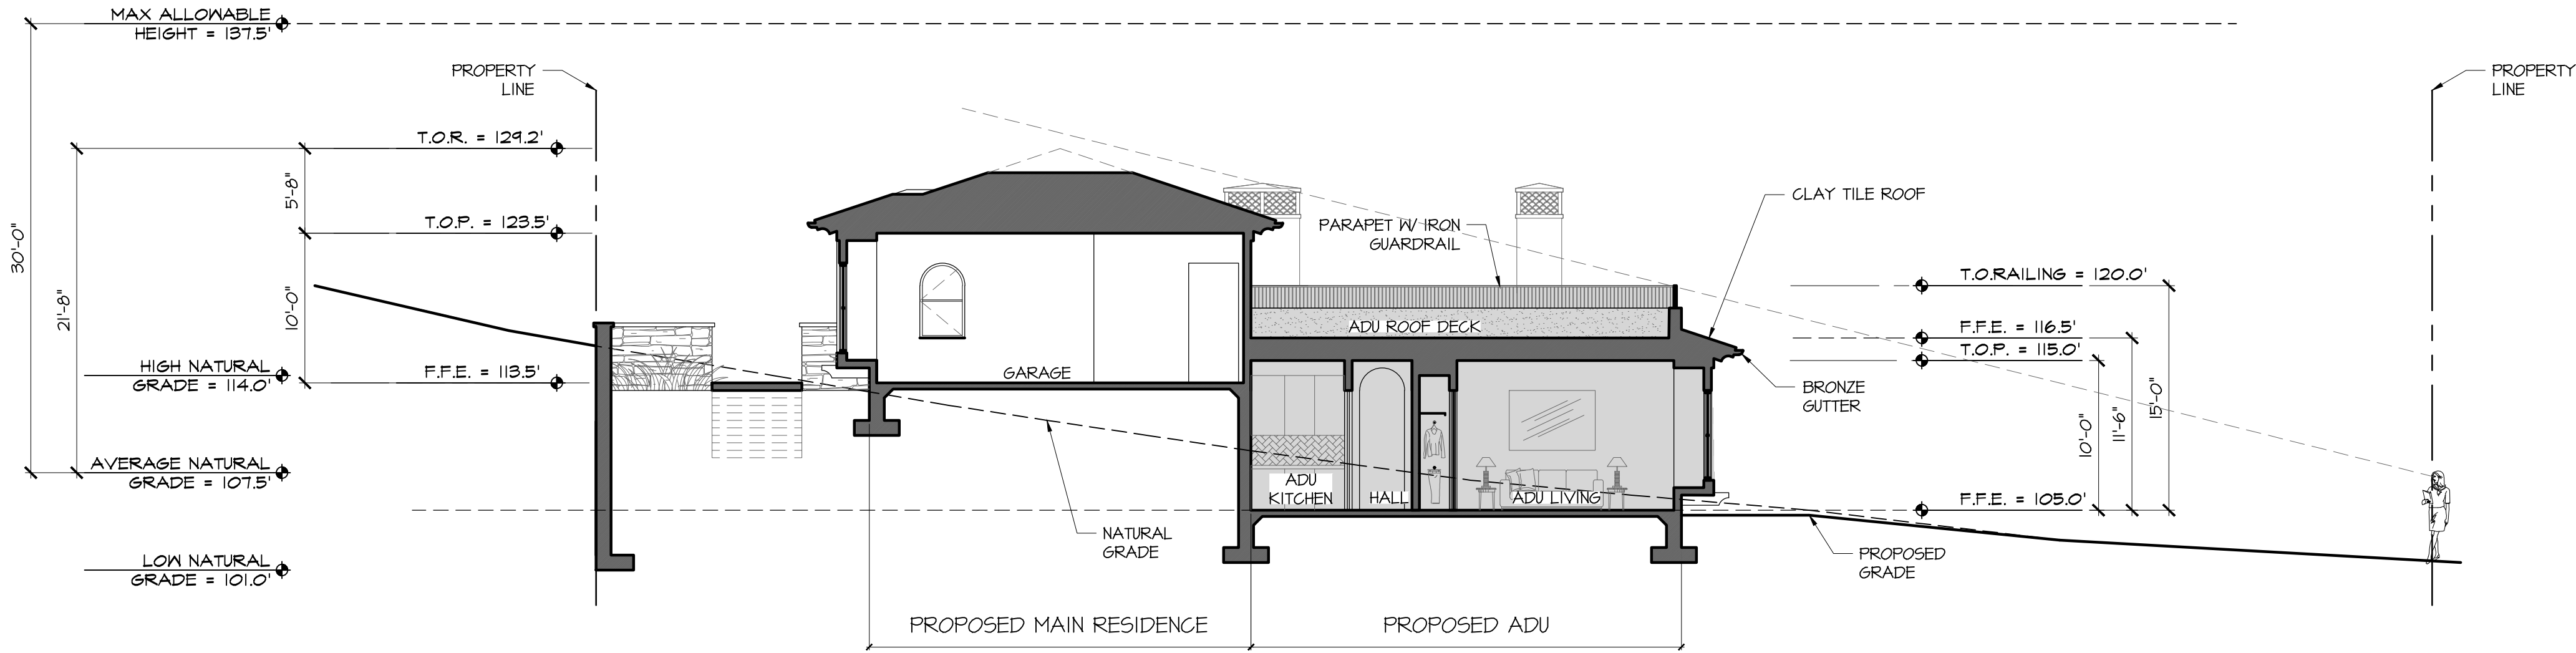 MAX ALLOWABLE
HEIGHT = 137.5'
PROPERTY
LINE
PROPERTY
LINE
T.O.R. = 129.2'
5'-8"
T.O.P. = 123.5'
30'-0"
21'-8"
10'-0"
HIGH NATURAL
GRADE = 114.0'
F.F.E. = 113.5'
AVERAGE NATURAL
GRADE = 107.5'
LOW NATURAL
GRADE = 101.0'
CLAY TILE ROOF
PARAPET W/ IRON
GUARDRAIL
ADU ROOF DECK
GARAGE
T.O.RAILING = 120.0'
F.F.E. = 116.5'
T.O.P. = 115.0'
BRONZE
GUTTER
10'-0"
11'-6"
15'-0"
ADU
KITCHEN
HALL
ADU LIVING
F.F.E. = 105.0'
NATURAL
GRADE
PROPOSED
GRADE
PROPOSED MAIN RESIDENCE
PROPOSED ADU